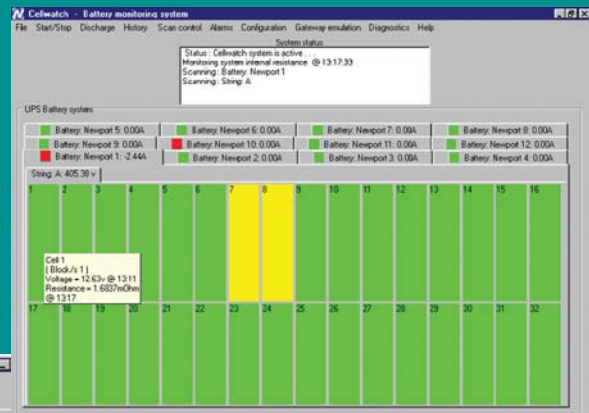 Cellwatch - Battery monitoring system
File Start/Stop Discharge History Scan control Alarms Configuration Gateway emulation Diagnostics Help
System status
Status : Cellwatch system is active . . .
Monitoring system internal resistance @ 13:17:33
Scanning : Battery: Newport 1
Scanning : String: A
UPS Battery system
Battery: Newport 5: 0.00A Battery: Newport 6: 0.00A Battery: Newport 7: 0.00A Battery: Newport 8: 0.00A
Battery: Newport 9: 0.00A Battery: Newport 10: 0.00A Battery: Newport 11: 0.00A Battery: Newport 12: 0.00A
Battery: Newport 1: -2.44A Battery: Newport 2: 0.00A Battery: Newport 3: 0.00A Battery: Newport 4: 0.00A
String: A: 405.38 v
1 2 3 4 5 6 7 8 9 10 11 12 13 14 15 16
Cell 1
( Block/s 1 )
Voltage = 12.63v @ 13:11
Resistance = 1.6837mOhm
@ 13:17
17 18 19 20 21 22 23 24 25 26 27 28 29 30 31 32